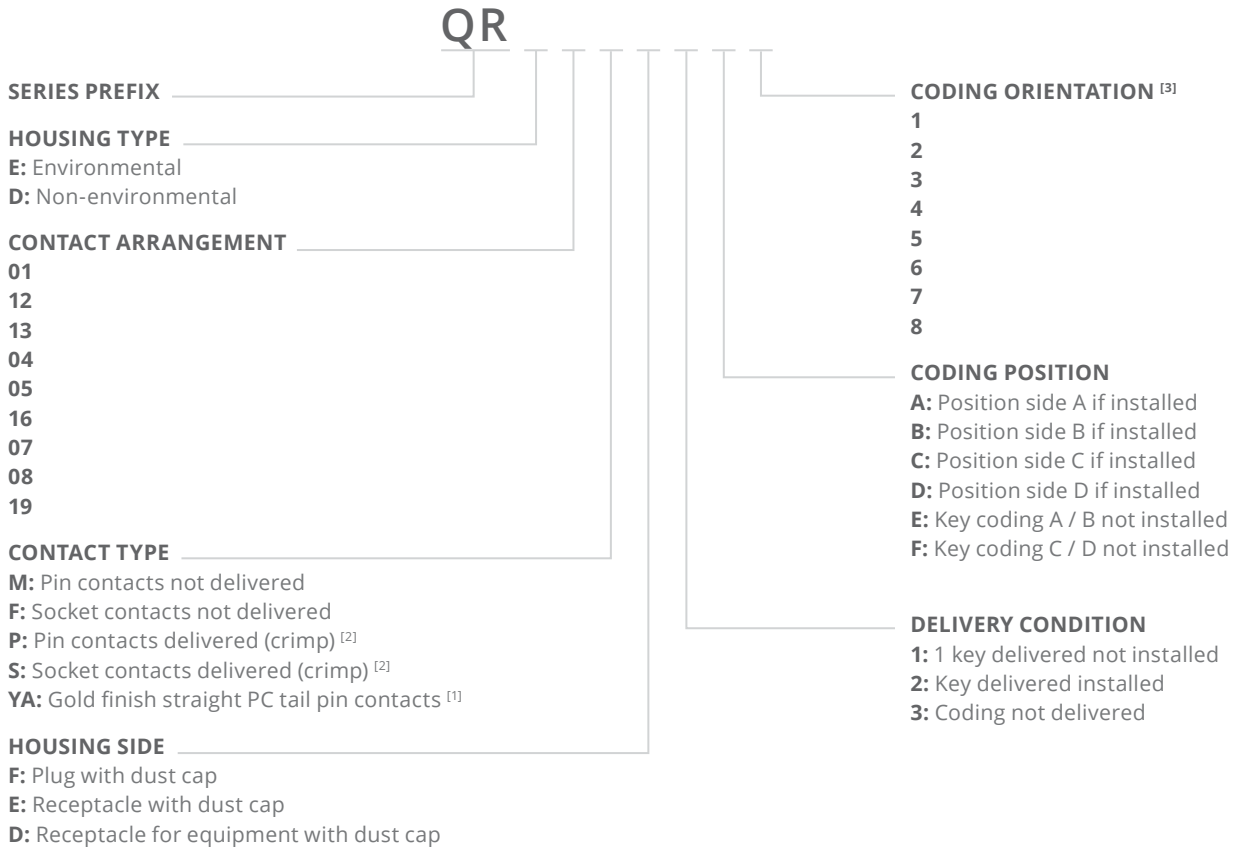 QR
SERIES PREFIX
HOUSING TYPE
E: Environmental
D: Non-environmental
CONTACT ARRANGEMENT
01
12
13
04
05
16
07
08
19
CONTACT TYPE
M: Pin contacts not delivered
F: Socket contacts not delivered
P: Pin contacts delivered (crimp) [2]
S: Socket contacts delivered (crimp) [2]
YA: Gold finish straight PC tail pin contacts [1]
HOUSING SIDE
F: Plug with dust cap
E: Receptacle with dust cap
D: Receptacle for equipment with dust cap
CODING ORIENTATION [3]
1
2
3
4
5
6
7
8
CODING POSITION
A: Position side A if installed
B: Position side B if installed
C: Position side C if installed
D: Position side D if installed
E: Key coding A / B not installed
F: Key coding C / D not installed
DELIVERY CONDITION
1: 1 key delivered not installed
2: Key delivered installed
3: Coding not delivered